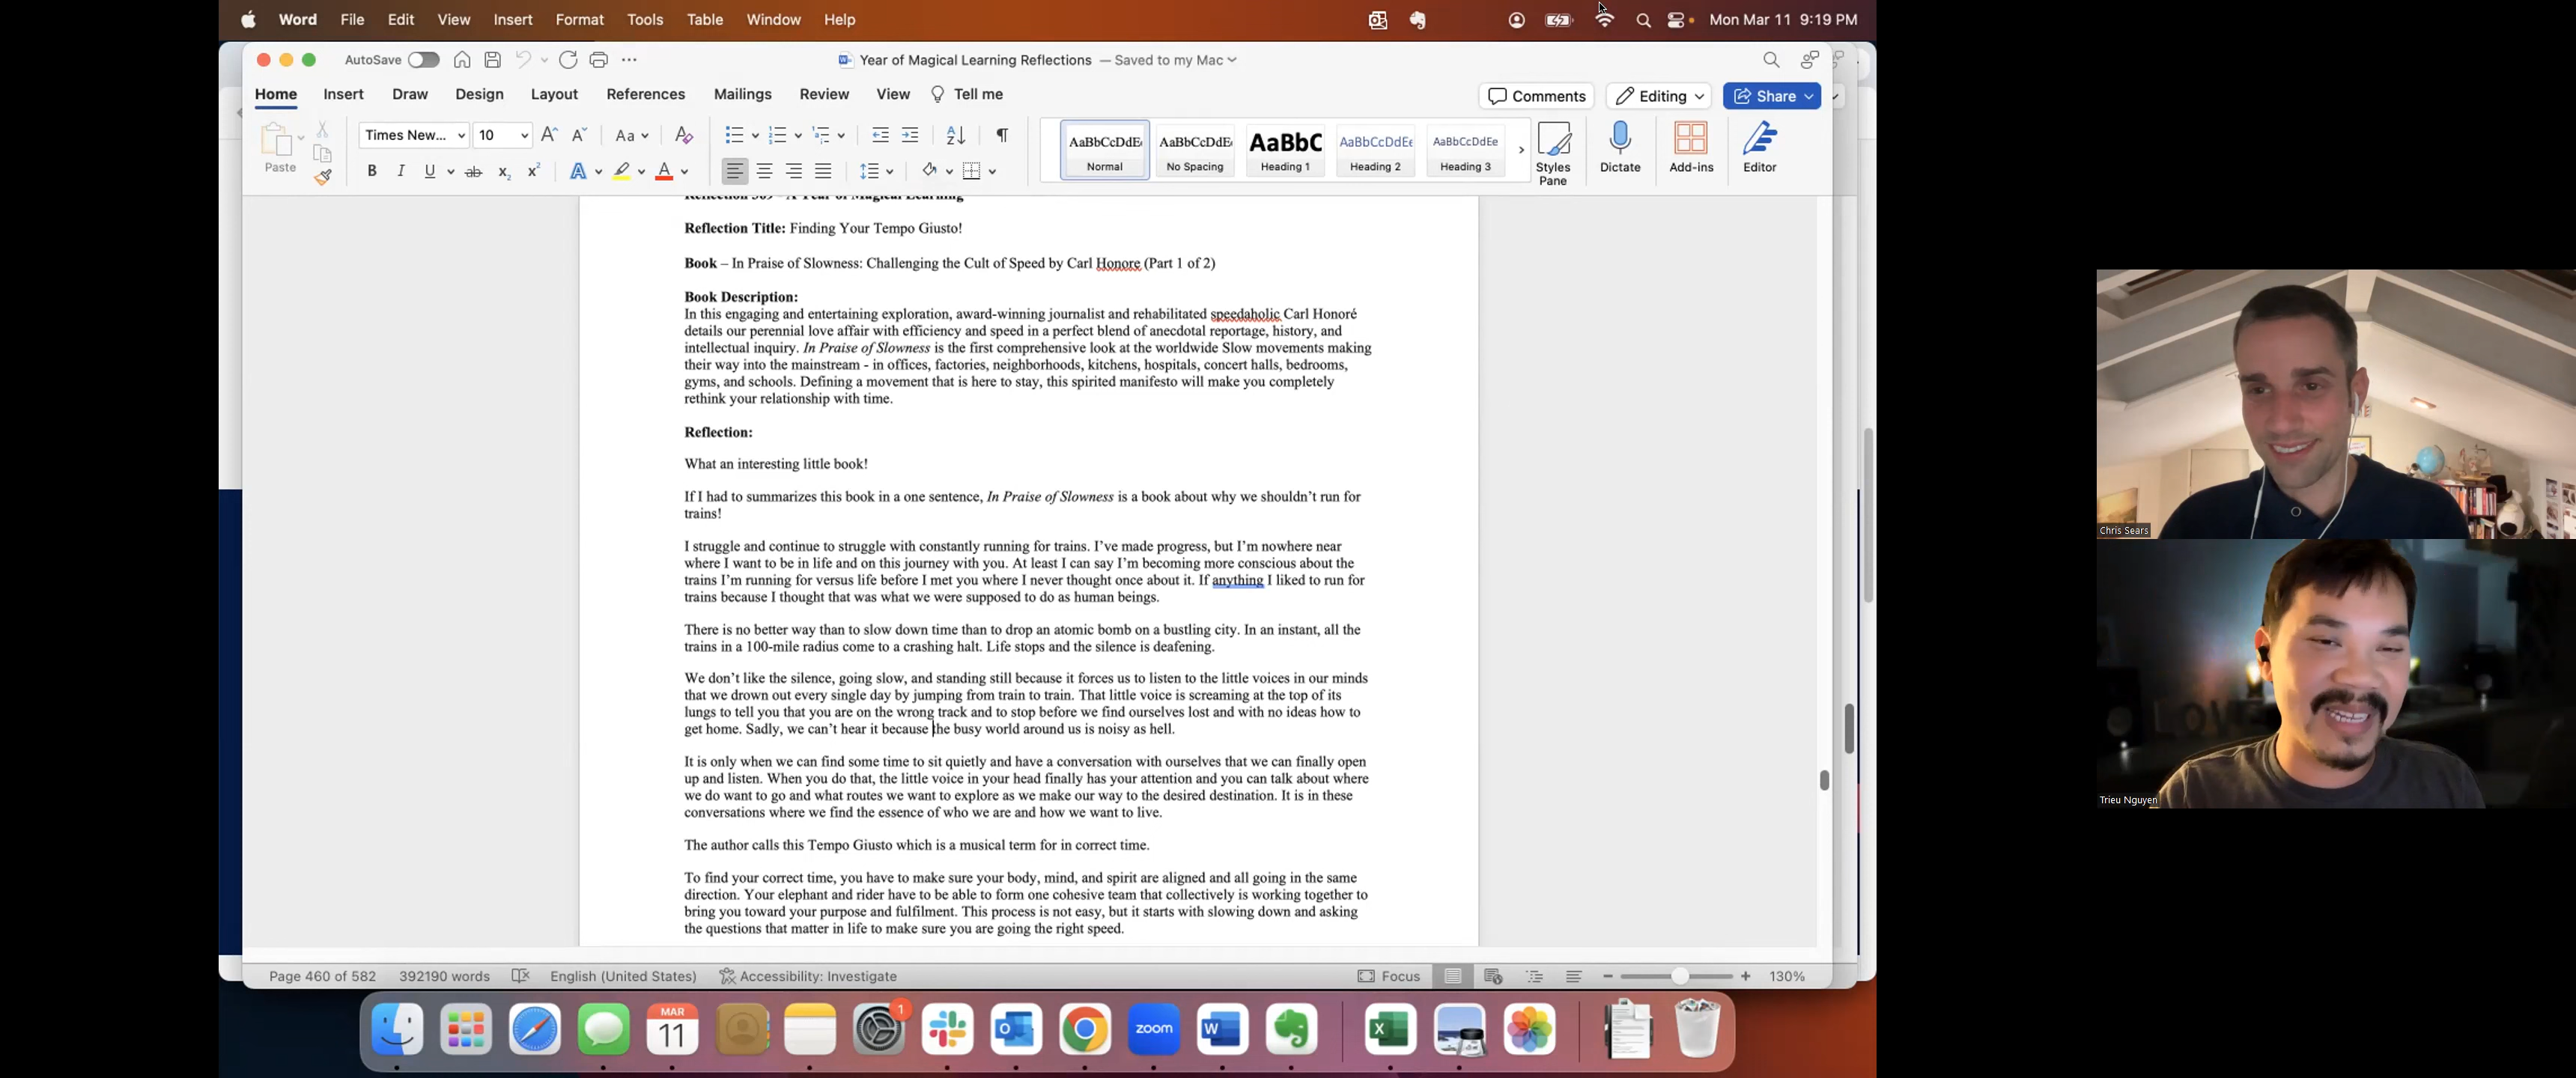 Word File Edit View Insert Format Tools Table Window Help Mon Mar 11 9:19 PM
AutoSave Year of Magical Learning Reflections — Saved to my Mac
Home Insert Draw Design Layout References Mailings Review View Tell me Comments Editing Share
Paste Times New... 10 Aa AaBbCcDdE AaBbCcDdE AaBbC AaBbCcDdE AaBbCcDdEe
Normal No Spacing Heading 1 Heading 2 Heading 3 Styles Pane Dictate Add-ins Editor
Reflection 369 - A Year of Magical Learning
Reflection Title: Finding Your Tempo Giusto!
Book – In Praise of Slowness: Challenging the Cult of Speed by Carl Honore (Part 1 of 2)
Book Description:
In this engaging and entertaining exploration, award-winning journalist and rehabilitated speedaholic Carl Honoré
details our perennial love affair with efficiency and speed in a perfect blend of anecdotal reportage, history, and
intellectual inquiry. In Praise of Slowness is the first comprehensive look at the worldwide Slow movements making
their way into the mainstream - in offices, factories, neighborhoods, kitchens, hospitals, concert halls, bedrooms,
gyms, and schools. Defining a movement that is here to stay, this spirited manifesto will make you completely
rethink your relationship with time.
Reflection:
What an interesting little book!
If I had to summarizes this book in a one sentence, In Praise of Slowness is a book about why we shouldn't run for
trains!
I struggle and continue to struggle with constantly running for trains. I've made progress, but I'm nowhere near
where I want to be in life and on this journey with you. At least I can say I'm becoming more conscious about the
trains I'm running for versus life before I met you where I never thought once about it. If anything I liked to run for
trains because I thought that was what we were supposed to do as human beings.
There is no better way than to slow down time than to drop an atomic bomb on a bustling city. In an instant, all the
trains in a 100-mile radius come to a crashing halt. Life stops and the silence is deafening.
We don't like the silence, going slow, and standing still because it forces us to listen to the little voices in our minds
that we drown out every single day by jumping from train to train. That little voice is screaming at the top of its
lungs to tell you that you are on the wrong track and to stop before we find ourselves lost and with no ideas how to
get home. Sadly, we can't hear it because the busy world around us is noisy as hell.
It is only when we can find some time to sit quietly and have a conversation with ourselves that we can finally open
up and listen. When you do that, the little voice in your head finally has your attention and you can talk about where
we do want to go and what routes we want to explore as we make our way to the desired destination. It is in these
conversations where we find the essence of who we are and how we want to live.
The author calls this Tempo Giusto which is a musical term for in correct time.
To find your correct time, you have to make sure your body, mind, and spirit are aligned and all going in the same
direction. Your elephant and rider have to be able to form one cohesive team that collectively is working together to
bring you toward your purpose and fulfilment. This process is not easy, but it starts with slowing down and asking
the questions that matter in life to make sure you are going the right speed.
Page 460 of 582 392190 words English (United States) Accessibility: Investigate Focus 130%
MAR
11
1
zoom
Chris Sears
Trieu Nguyen
LOVE